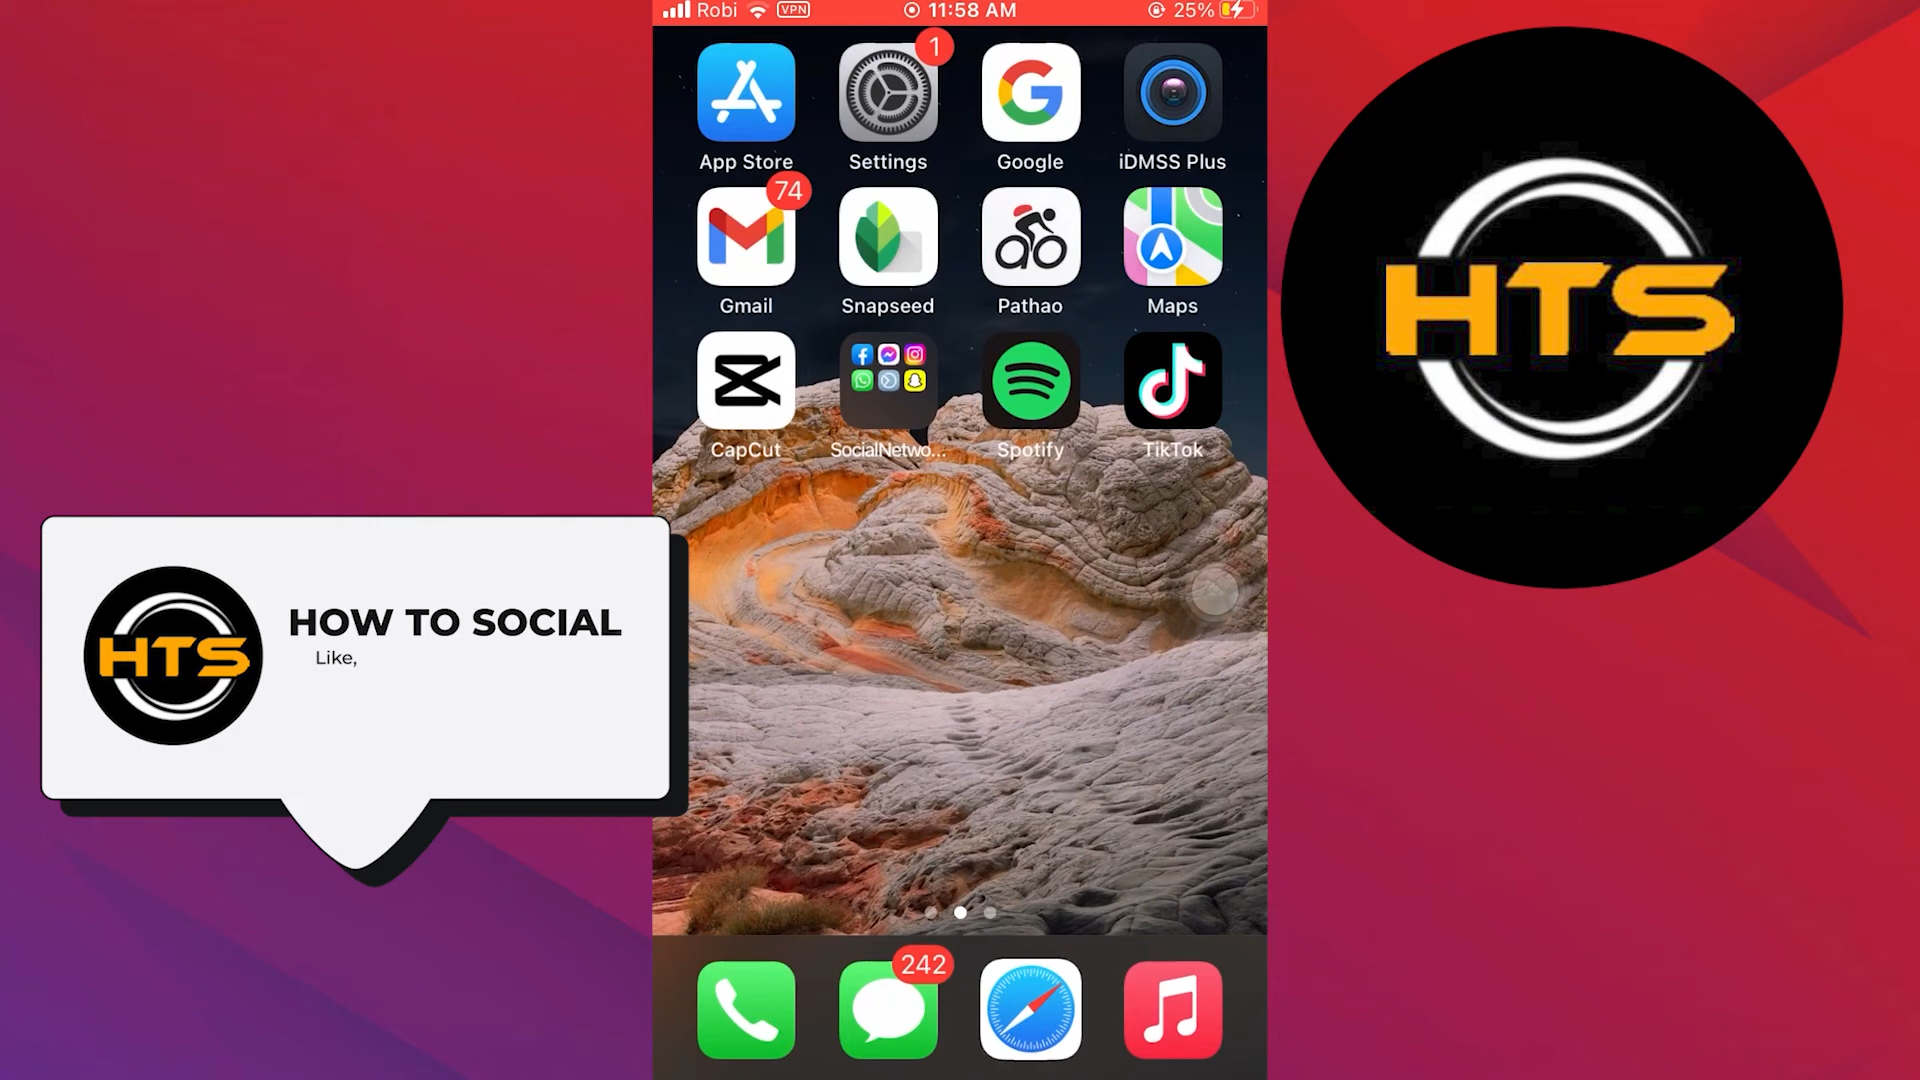 Robi VPN 11:58 AM 25%
1
App Store Settings Google iDMSS Plus
74
Gmail Snapseed Pathao Maps
CapCut SocialNetwo... Spotify TikTok
HTS
HTS
HOW TO SOCIAL
Like,
242